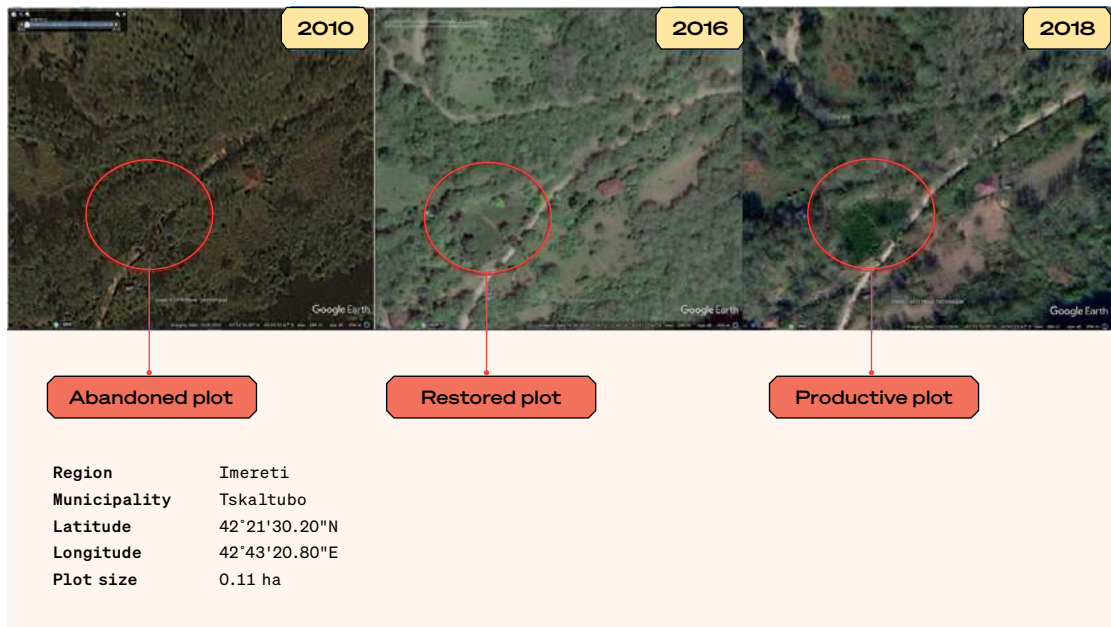 2010
2016
2018
Google Earth
Google Earth
Google Earth
Abandoned plot
Restored plot
Productive plot
Region Imereti
Municipality Tskaltubo
Latitude 42°21'30.20"N
Longitude 42°43'20.80"E
Plot size 0.11 ha